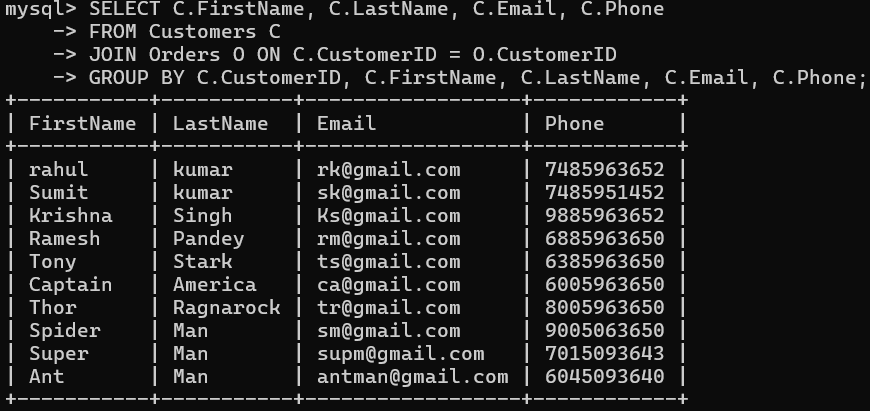 mysql> SELECT C.FirstName, C.LastName, C.Email, C.Phone
    -> FROM Customers C
    -> JOIN Orders O ON C.CustomerID = O.CustomerID
    -> GROUP BY C.CustomerID, C.FirstName, C.LastName, C.Email, C.Phone;
+-----------+-----------+------------------+------------+
| FirstName | LastName  | Email            | Phone      |
+-----------+-----------+------------------+------------+
| rahul     | kumar     | rk@gmail.com     | 7485963652 |
| Sumit     | kumar     | sk@gmail.com     | 7485951452 |
| Krishna   | Singh     | Ks@gmail.com     | 9885963652 |
| Ramesh    | Pandey    | rm@gmail.com     | 6885963650 |
| Tony      | Stark     | ts@gmail.com     | 6385963650 |
| Captain   | America   | ca@gmail.com     | 6005963650 |
| Thor      | Ragnarock | tr@gmail.com     | 8005963650 |
| Spider    | Man       | sm@gmail.com     | 9005063650 |
| Super     | Man       | supm@gmail.com   | 7015093643 |
| Ant       | Man       | antman@gmail.com | 6045093640 |
+-----------+-----------+------------------+------------+